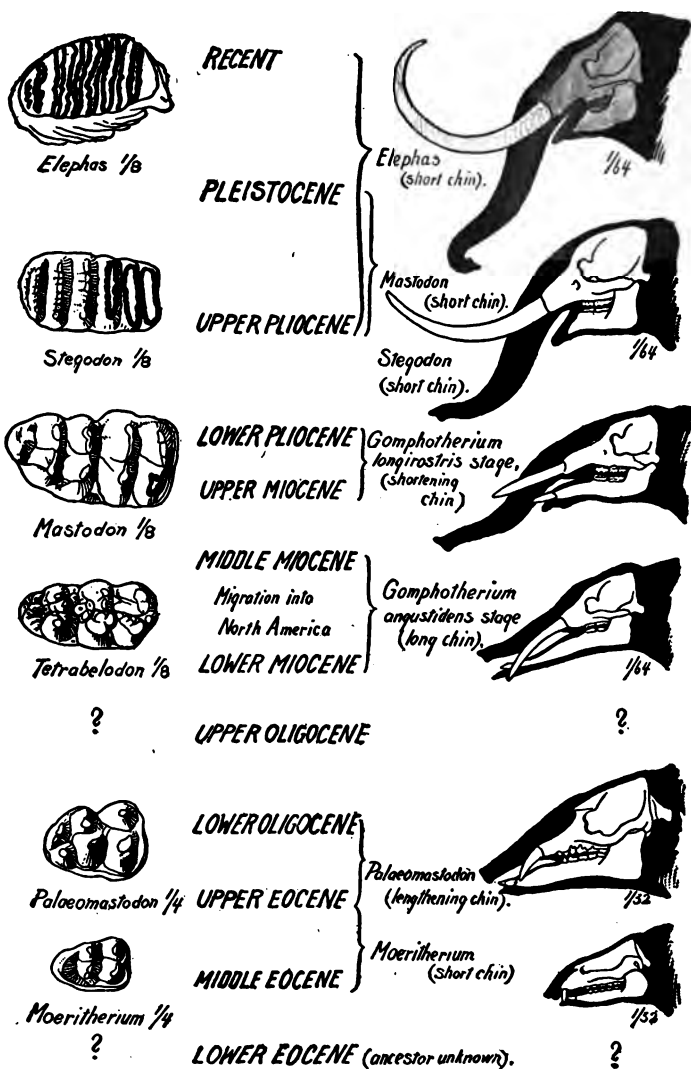 RECENT
Elephas 1/8
Elephas
(short chin).
1/64
PLEISTOCENE
Mastodon
(short chin).
UPPER PLIOCENE
Stegodon 1/8
Stegodon
(short chin).
1/64
LOWER PLIOCENE
Gomphotherium
longirostris stage,
(shortening
chin)
UPPER MIOCENE
Mastodon 1/8
MIDDLE MIOCENE
Migration into
North America
Gomphotherium
angustidens stage
(long chin).
LOWER MIOCENE
Tetrabelodon 1/8
1/64
?
?
UPPER OLIGOCENE
LOWER OLIGOCENE
Palaeomastodon
(lengthening chin).
Palaeomastodon 1/4
UPPER EOCENE
1/32
Moeritherium
(short chin)
MIDDLE EOCENE
Moeritherium 1/4
1/32
?
LOWER EOCENE (ancestor unknown).
?